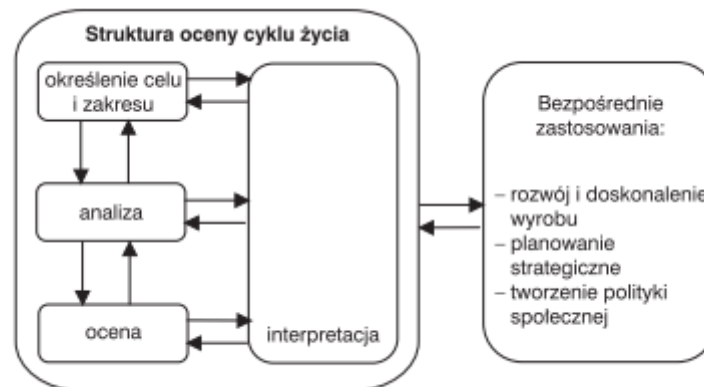 Struktura oceny cyklu życia
określenie celu
i zakresu
analiza
ocena
interpretacja
Bezpośrednie
zastosowania:
– rozwój i doskonalenie
wyrobu
– planowanie
strategiczne
– tworzenie polityki
społecznej